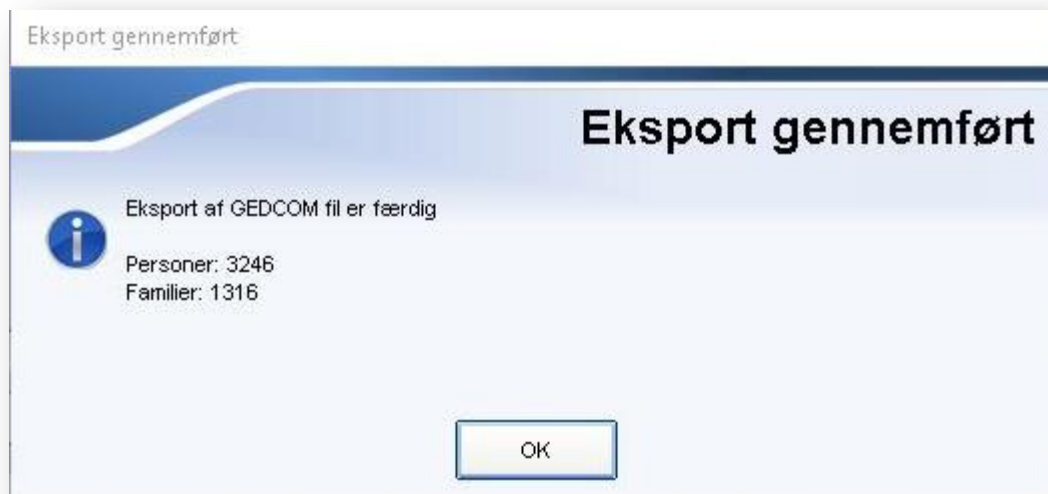 Eksport gennemført
Eksport gennemført
Eksport af GEDCOM fil er færdig
Personer: 3246
Familier: 1316
OK